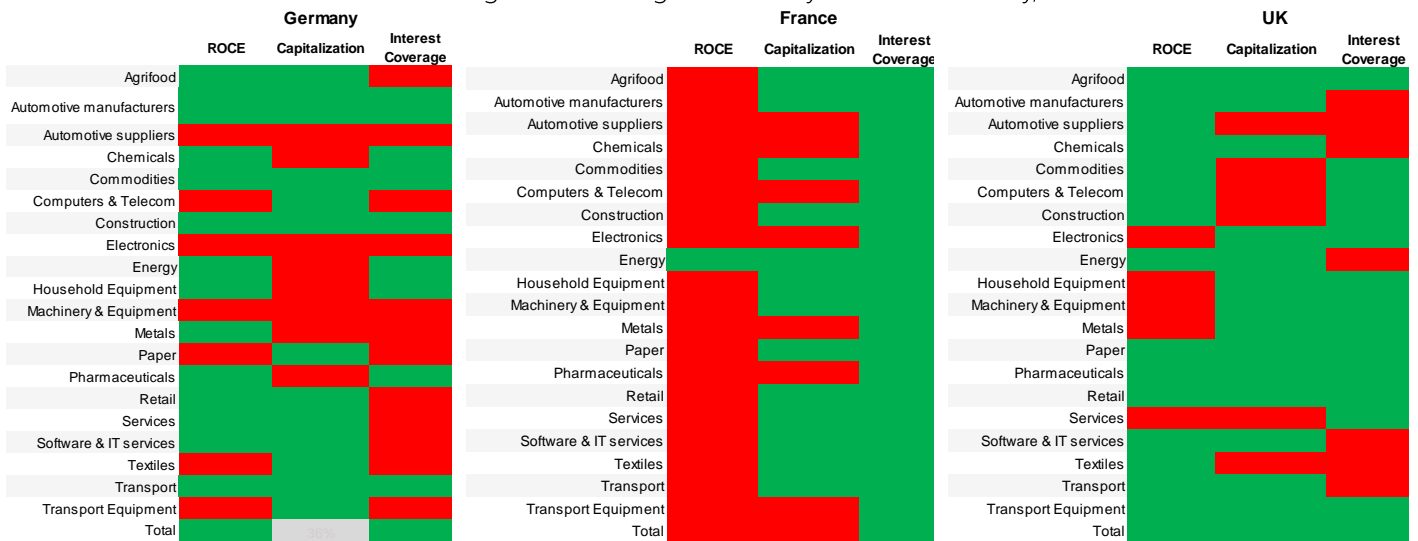 Germany
ROCE Capitalization Interest Coverage
Agrifood
Automotive manufacturers
Automotive suppliers
Chemicals
Commodities
Computers & Telecom
Construction
Electronics
Energy
Household Equipment
Machinery & Equipment
Metals
Paper
Pharmaceuticals
Retail
Services
Software & IT services
Textiles
Transport
Transport Equipment
Total 36%
France
ROCE Capitalization Interest Coverage
Agrifood
Automotive manufacturers
Automotive suppliers
Chemicals
Commodities
Computers & Telecom
Construction
Electronics
Energy
Household Equipment
Machinery & Equipment
Metals
Paper
Pharmaceuticals
Retail
Services
Software & IT services
Textiles
Transport
Transport Equipment
Total
UK
ROCE Capitalization Interest Coverage
Agrifood
Automotive manufacturers
Automotive suppliers
Chemicals
Commodities
Computers & Telecom
Construction
Electronics
Energy
Household Equipment
Machinery & Equipment
Metals
Paper
Pharmaceuticals
Retail
Services
Software & IT services
Textiles
Transport
Transport Equipment
Total